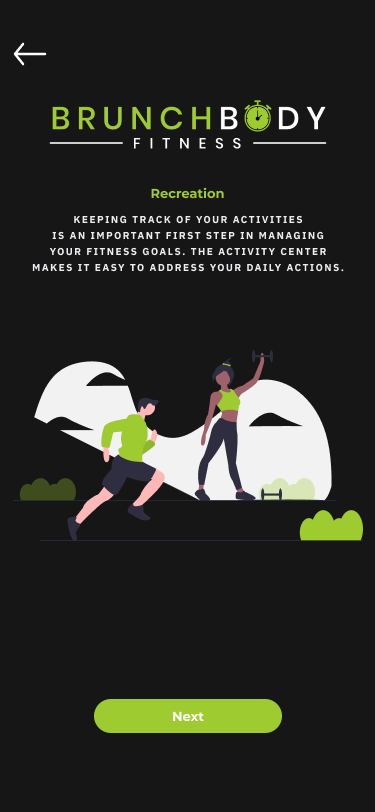 BRUNCHBODY
FITNESS
Recreation
KEEPING TRACK OF YOUR ACTIVITIES
IS AN IMPORTANT FIRST STEP IN MANAGING
YOUR FITNESS GOALS. THE ACTIVITY CENTER
MAKES IT EASY TO ADDRESS YOUR DAILY ACTIONS.
Next